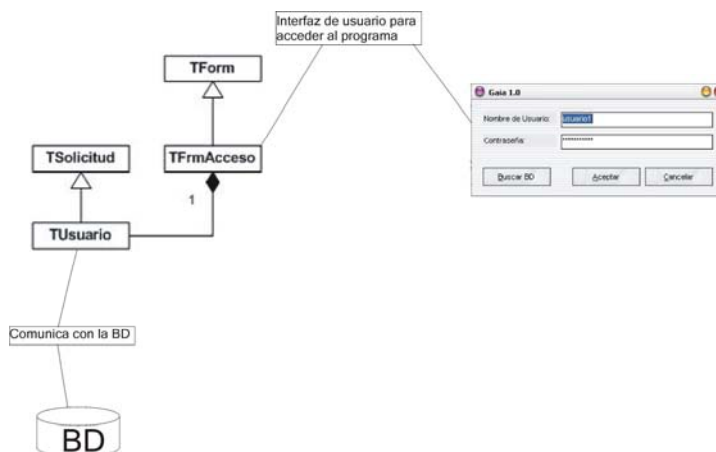 Interfaz de usuario para
acceder al programa
TForm
Gaia 1.0
Nombre de Usuario:
usuario1
Contraseña:
***********
Buscar BD
Aceptar
Cancelar
TSolicitud
TFrmAcceso
1
TUsuario
Comunica con la BD
BD